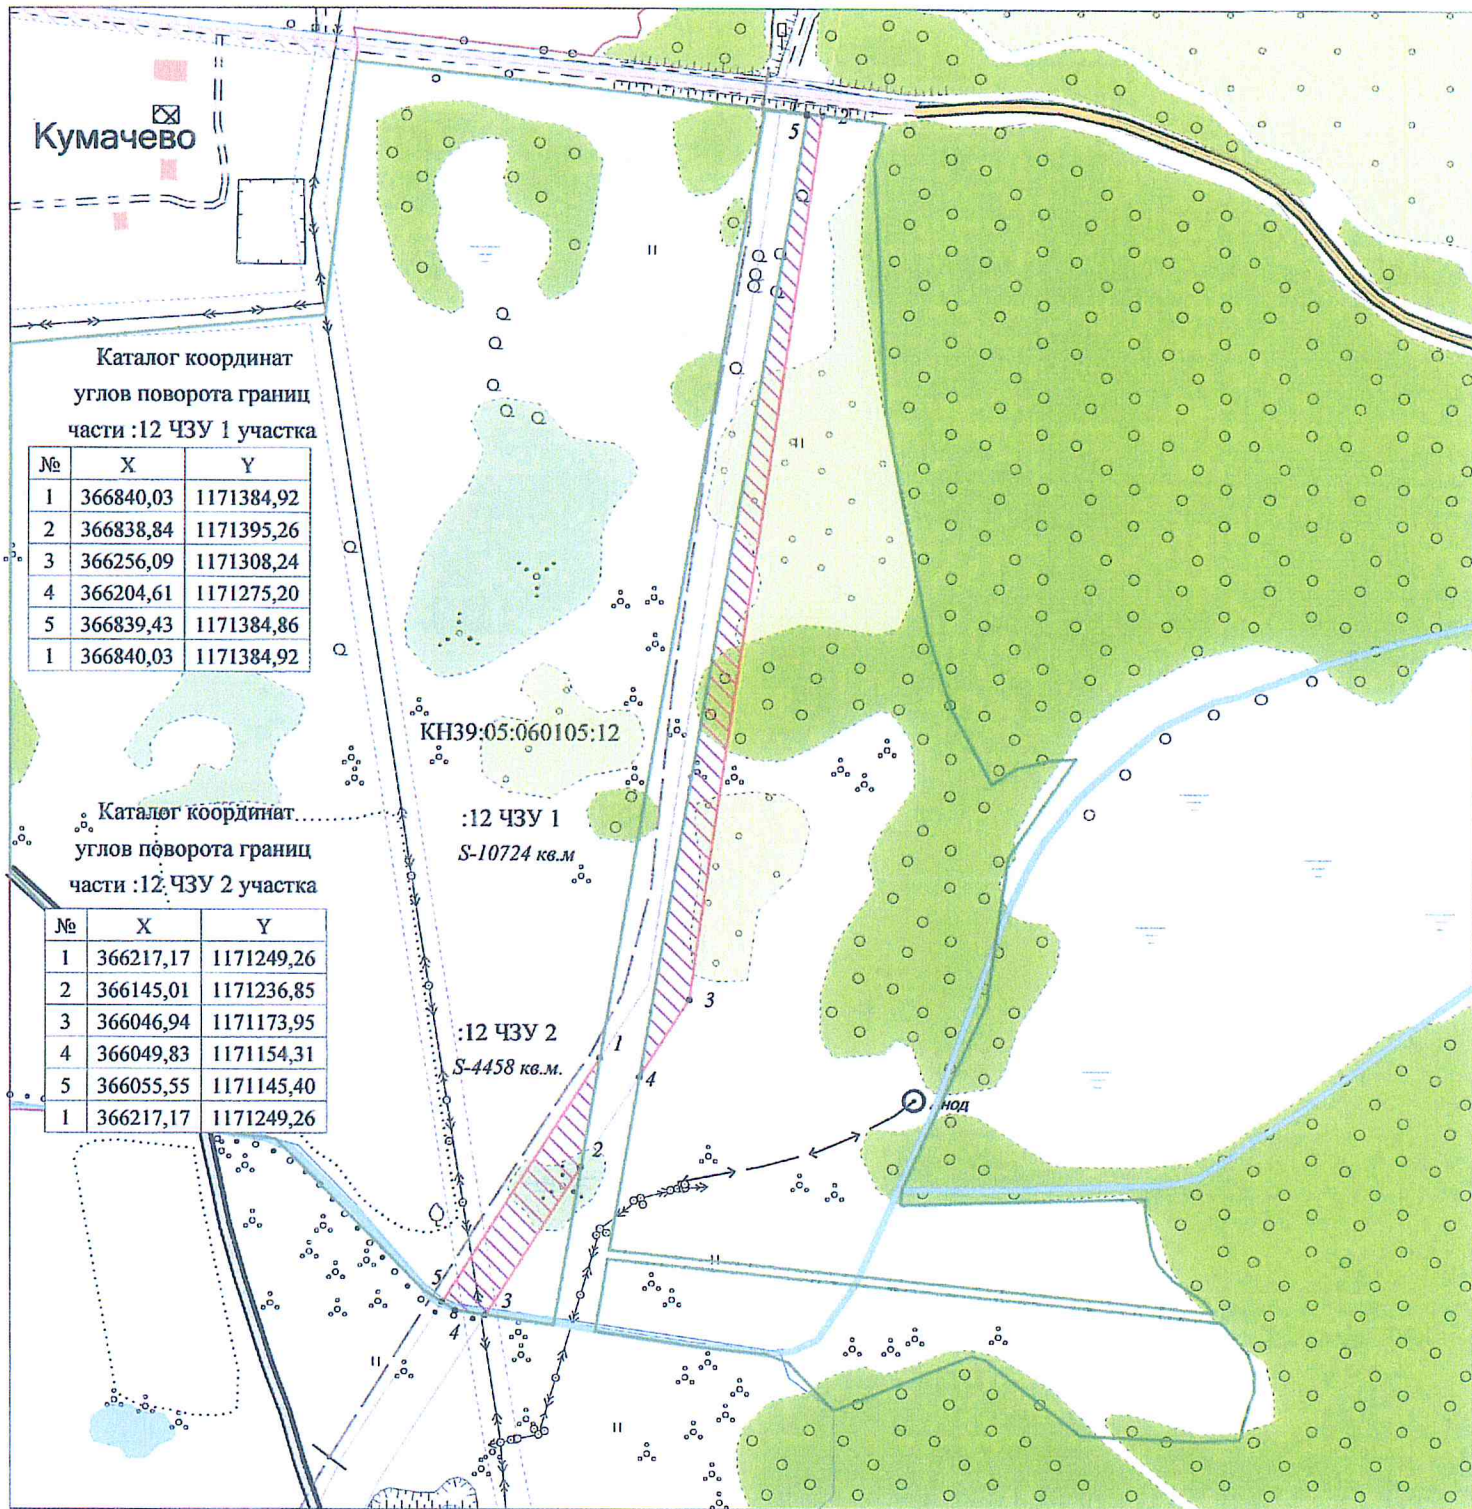 Кумачево
5
2
Каталог координат
углов поворота границ
части :12 ЧЗУ 1 участка
№ X Y
1 366840,03 1171384,92
2 366838,84 1171395,26
3 366256,09 1171308,24
4 366204,61 1171275,20
5 366839,43 1171384,86
1 366840,03 1171384,92
КН39:05:060105:12
:12 ЧЗУ 1
S-10724 кв.м
Каталог координат
углов поворота границ
части :12 ЧЗУ 2 участка
№ X Y
1 366217,17 1171249,26
2 366145,01 1171236,85
3 366046,94 1171173,95
4 366049,83 1171154,31
5 366055,55 1171145,40
1 366217,17 1171249,26
3
:12 ЧЗУ 2
S-4458 кв.м.
1
4
2
5
3
4